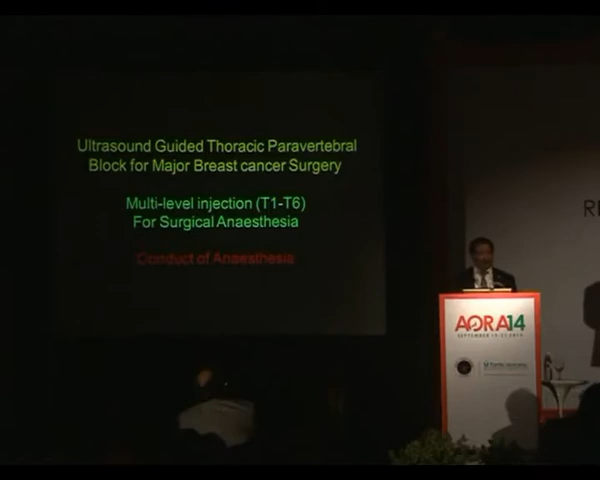 Ultrasound Guided Thoracic Paravertebral
Block for Major Breast cancer Surgery
Multi-level injection (T1-T6)
For Surgical Anaesthesia
Conduct of Anaesthesia
AORA14